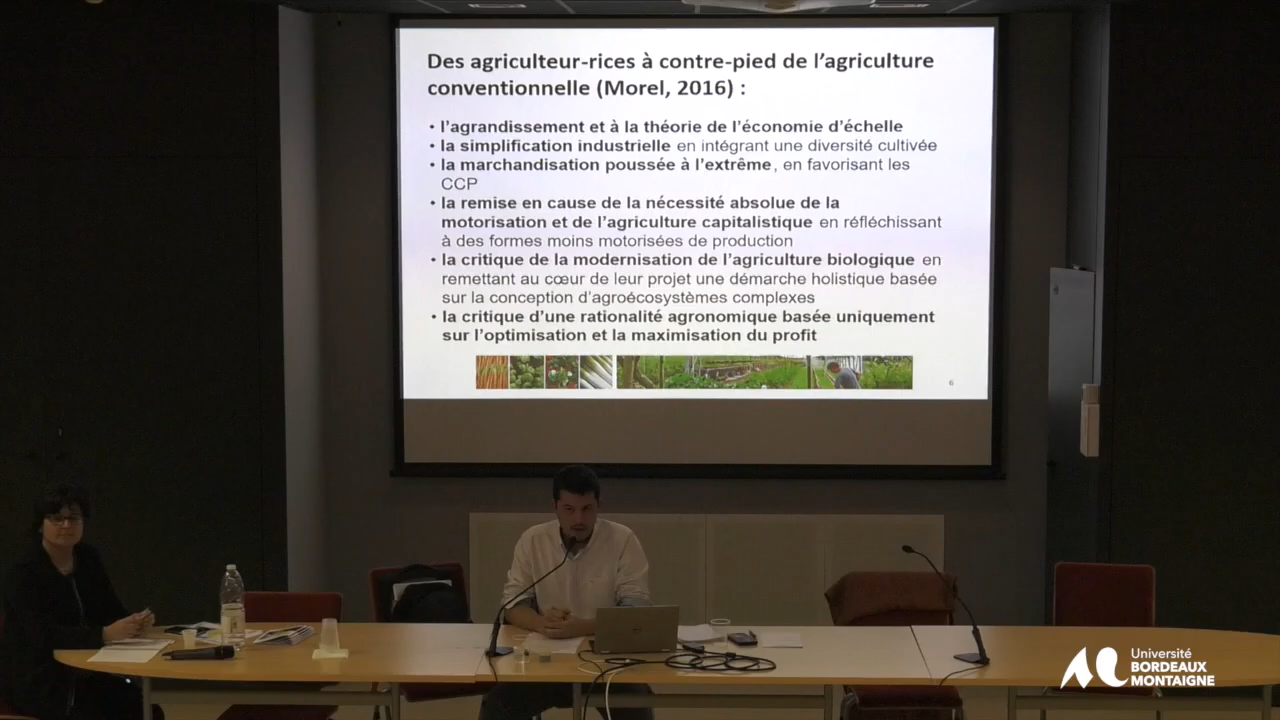 Des agriculteur-rices à contre-pied de l'agriculture
conventionnelle (Morel, 2016) :
• l'agrandissement et à la théorie de l'économie d'échelle
• la simplification industrielle en intégrant une diversité cultivée
• la marchandisation poussée à l'extrême, en favorisant les
CCP
• la remise en cause de la nécessité absolue de la
motorisation et de l'agriculture capitalistique en réfléchissant
à des formes moins motorisées de production
• la critique de la modernisation de l'agriculture biologique en
remettant au cœur de leur projet une démarche holistique basée
sur la conception d'agroécosystèmes complexes
• la critique d'une rationalité agronomique basée uniquement
sur l'optimisation et la maximisation du profit
6
Université
BORDEAUX
MONTAIGNE